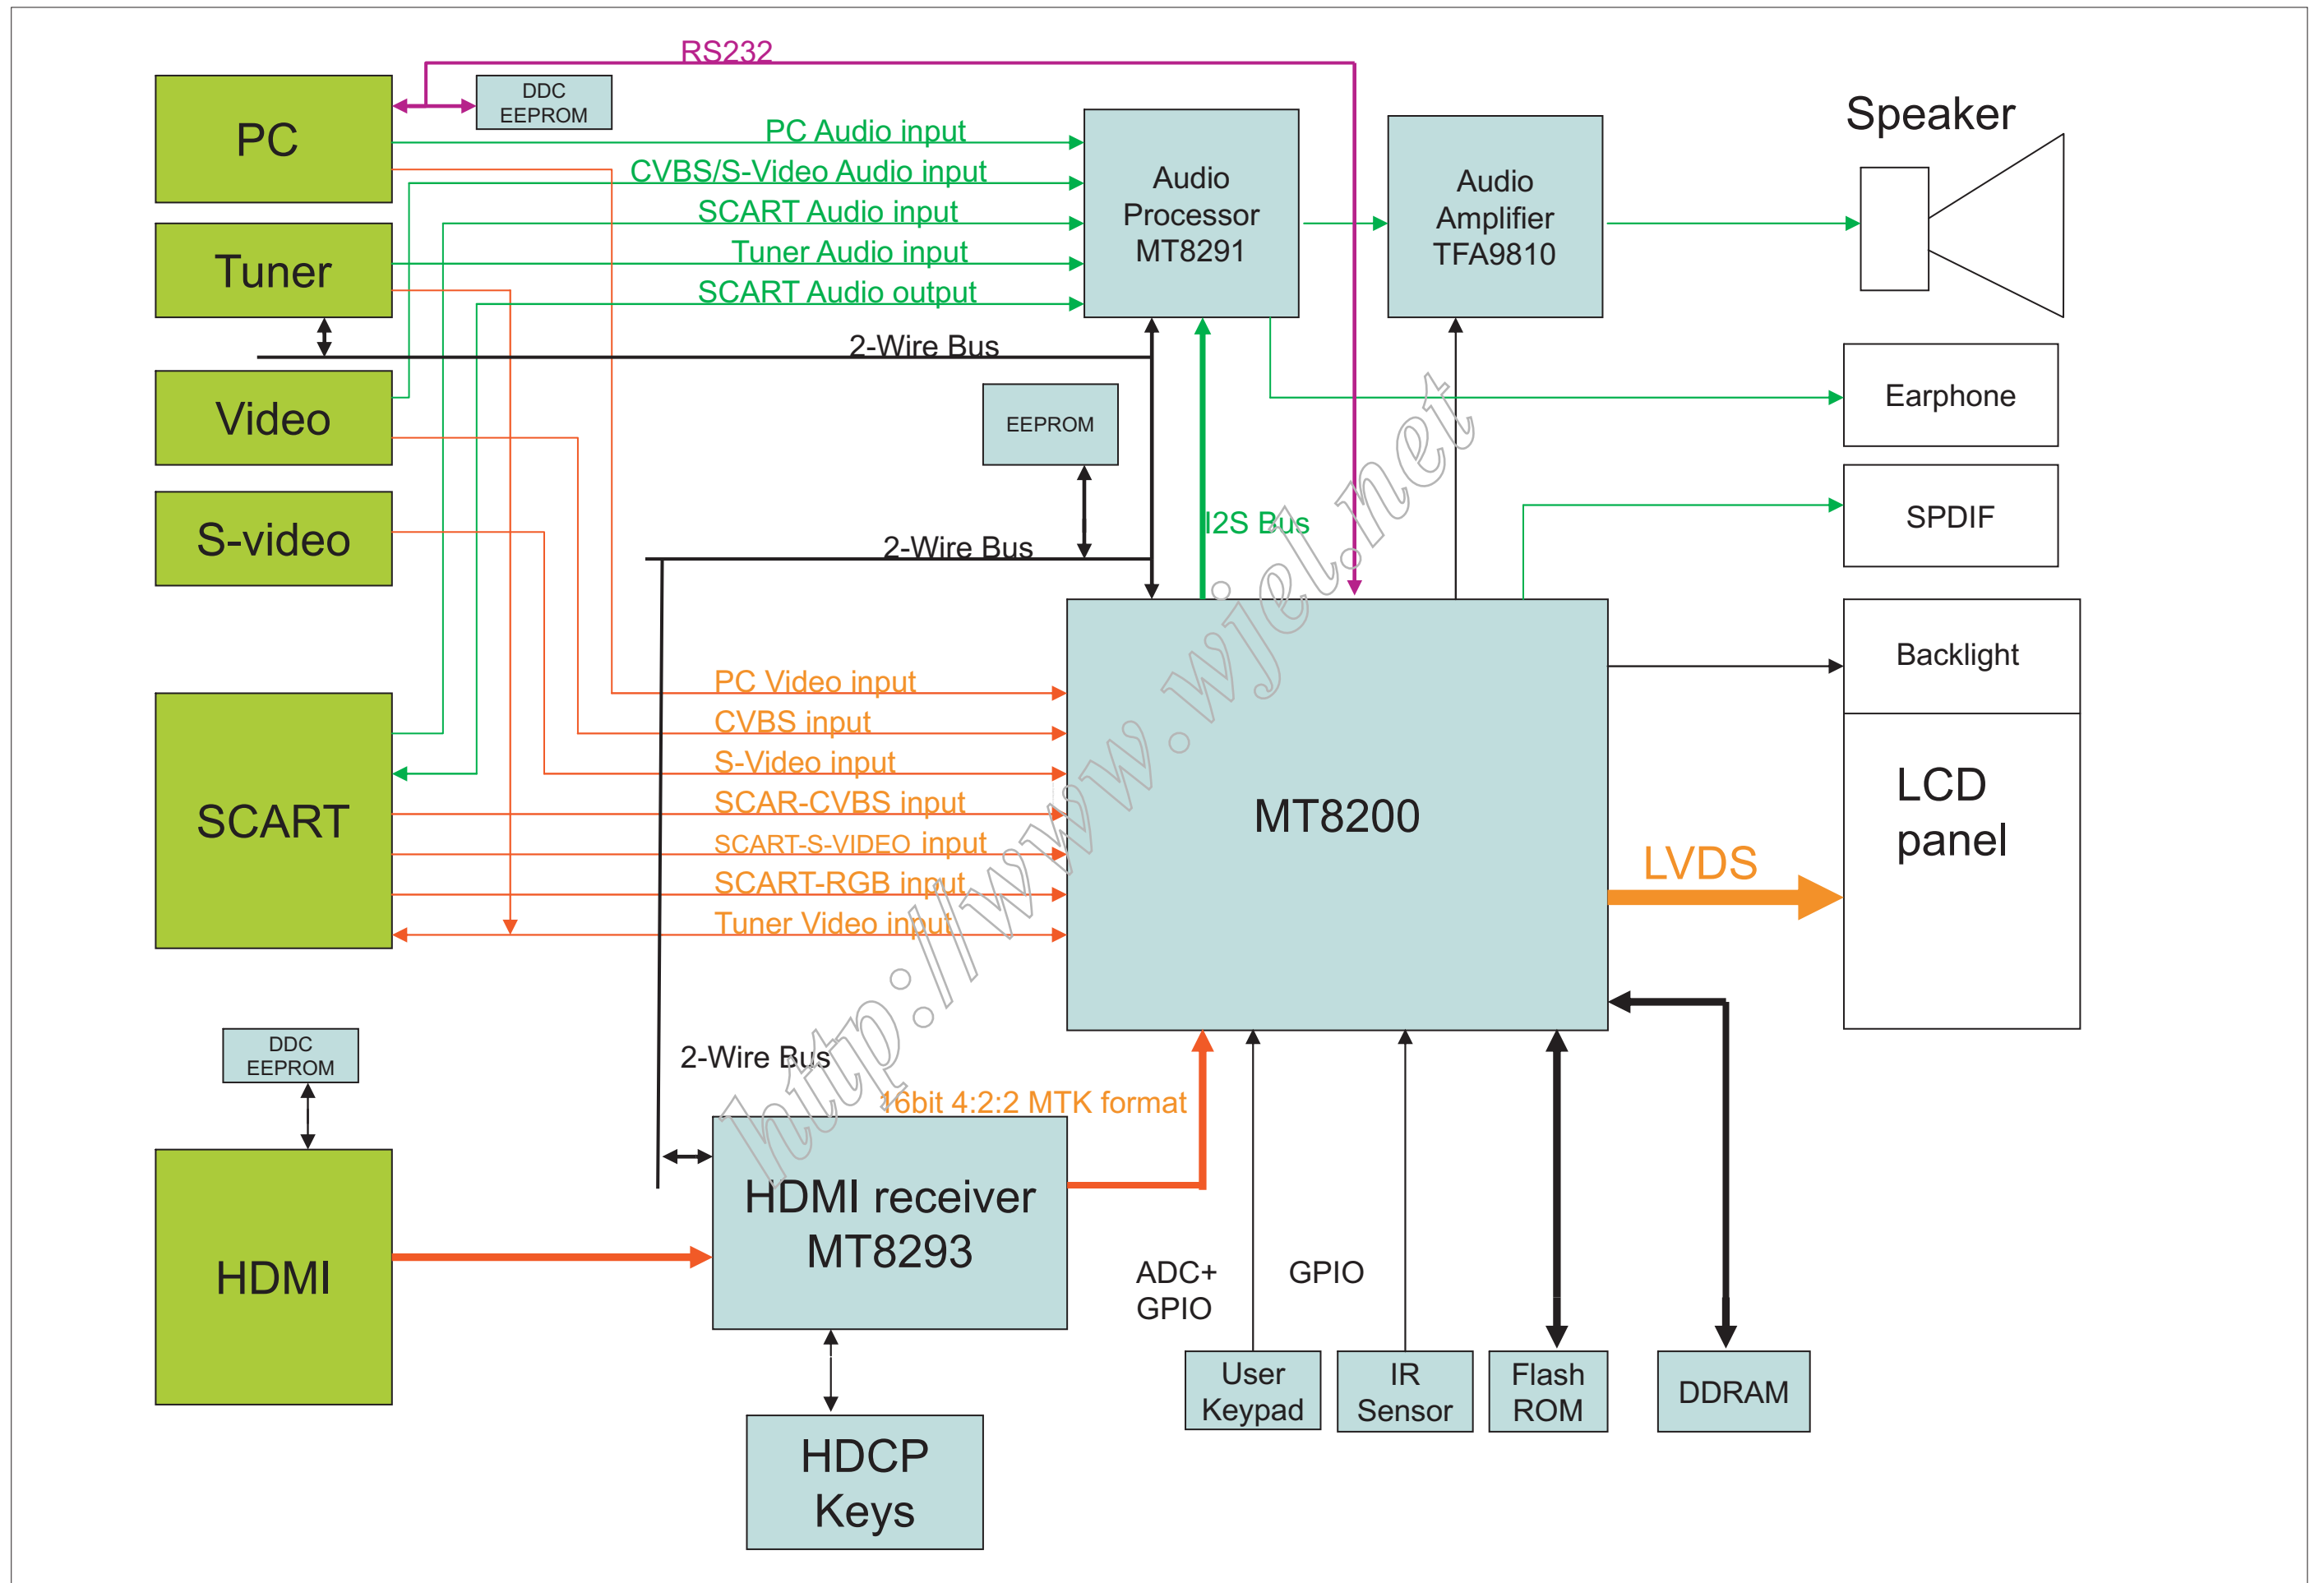 RS232
PC
DDC
EEPROM
PC Audio input
CVBS/S-Video Audio input
SCART Audio input
Tuner Audio input
SCART Audio output
Audio
Processor
MT8291
Audio
Amplifier
TFA9810
Speaker
Tuner
2-Wire Bus
Video
EEPROM
Earphone
S-video
2-Wire Bus
I2S Bus
SPDIF
PC Video input
CVBS input
S-Video input
SCAR-CVBS input
SCART-S-VIDEO input
SCART-RGB input
Tuner Video input
SCART
MT8200
Backlight
LCD
panel
LVDS
DDC
EEPROM
2-Wire Bus
16bit 4:2:2 MTK format
HDMI
HDMI receiver
MT8293
ADC+
GPIO
GPIO
User
Keypad
IR
Sensor
Flash
ROM
DDRAM
HDCP
Keys
http://www.wjel.net